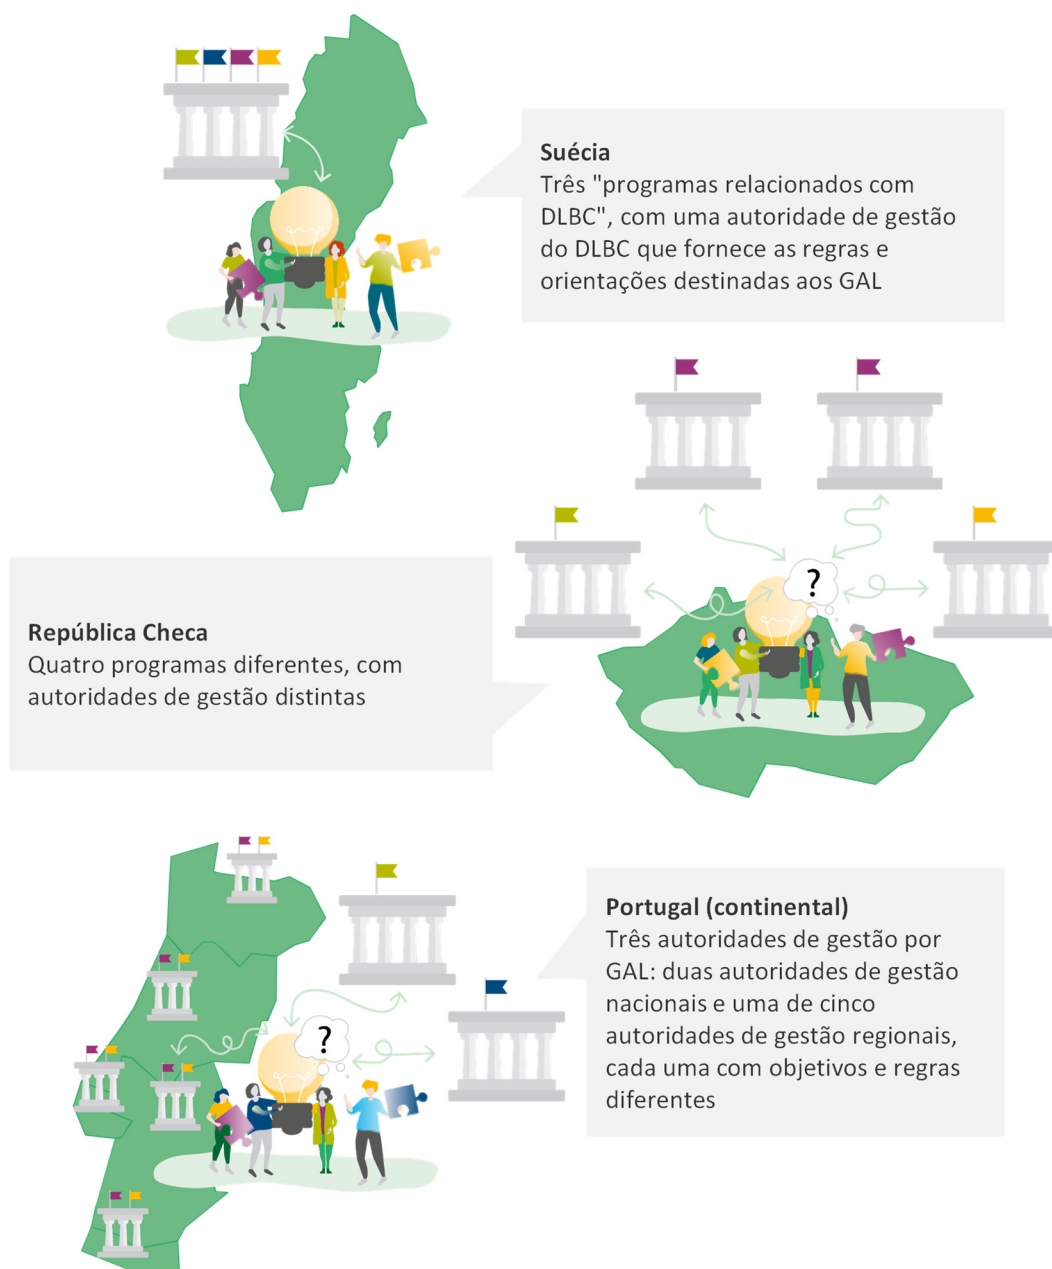 Suécia
Três "programas relacionados com
DLBC", com uma autoridade de gestão
do DLBC que fornece as regras e
orientações destinadas aos GAL
?
República Checa
Quatro programas diferentes, com
autoridades de gestão distintas
Portugal (continental)
Três autoridades de gestão por
GAL: duas autoridades de gestão
nacionais e uma de cinco
autoridades de gestão regionais,
cada uma com objetivos e regras
diferentes
?